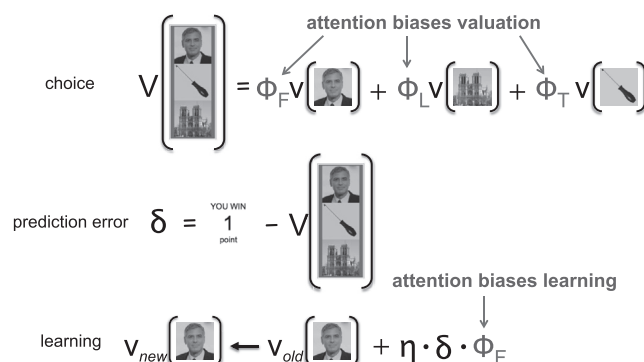 attention biases valuation
choice V = Φ_F v + Φ_L v + Φ_T v
prediction error δ = YOU WIN 1 point - V
attention biases learning
learning v_new ← v_old + η · δ · Φ_F